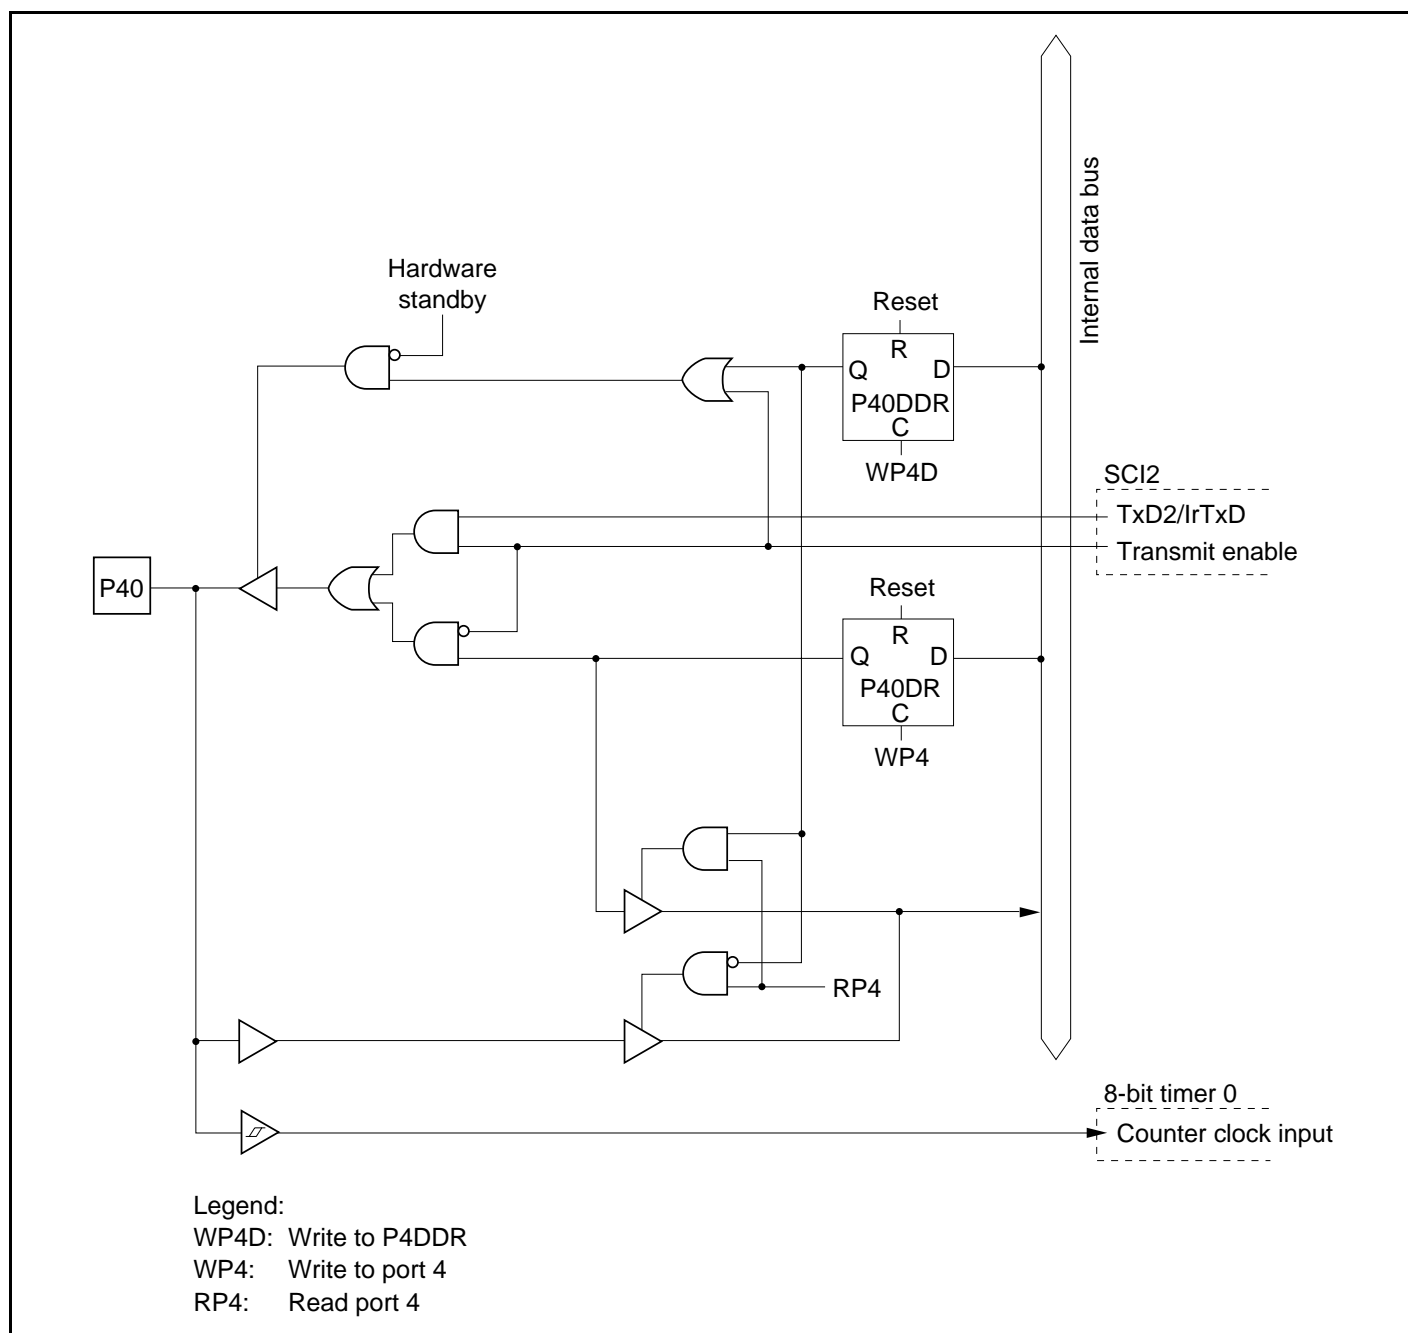 Internal data bus
Hardware
standby
Reset
R
Q D
P40DDR
C
WP4D
SCI2
TxD2/IrTxD
Transmit enable
P40
Reset
R
Q D
P40DR
C
WP4
RP4
8-bit timer 0
Counter clock input
Legend:
WP4D: Write to P4DDR
WP4: Write to port 4
RP4: Read port 4